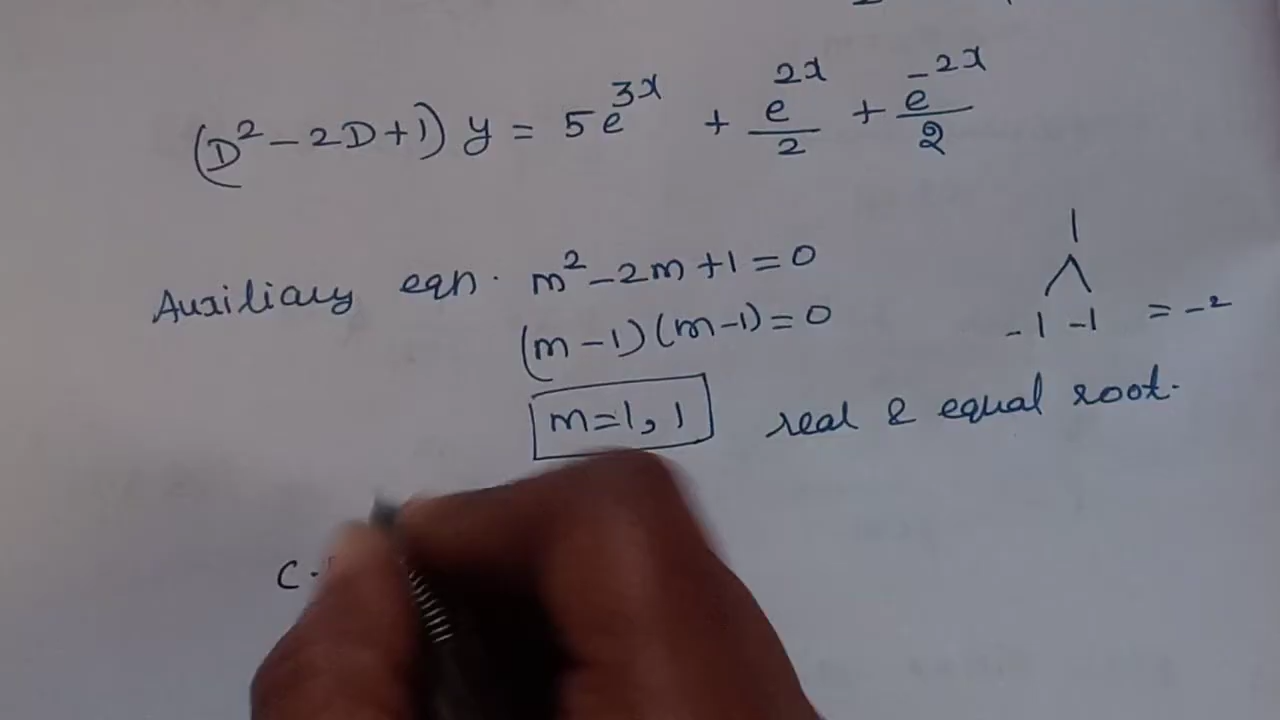 (D² - 2D + 1) y = 5e^{3x} + e^{2x}/2 + e^{-2x}/2
Auxiliary eqn. m² - 2m + 1 = 0
(m - 1)(m - 1) = 0
1
-1 -1 = -2
m = 1, 1 real & equal root.
C.